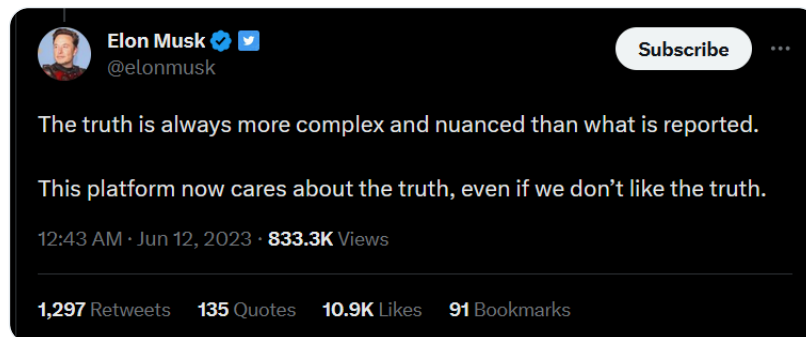 Elon Musk
Subscribe
@elonmusk
The truth is always more complex and nuanced than what is reported.
This platform now cares about the truth, even if we don’t like the truth.
12:43 AM · Jun 12, 2023 · 833.3K Views
1,297 Retweets 135 Quotes 10.9K Likes 91 Bookmarks